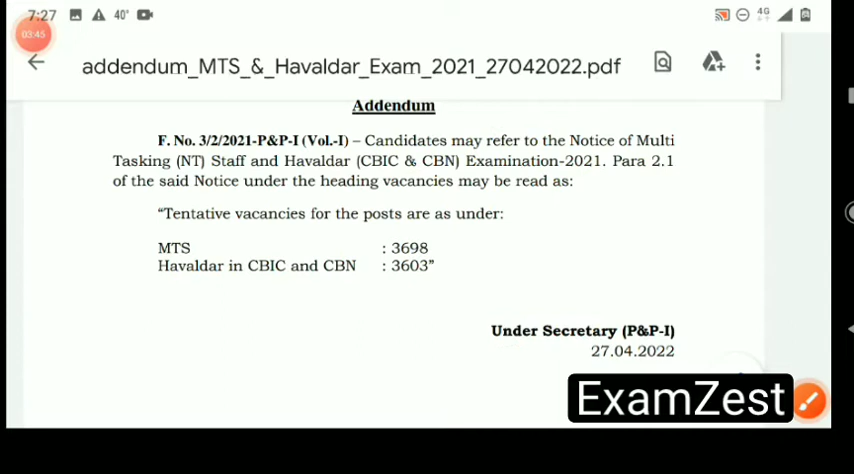 7:27 40°
4G
03:45
addendum_MTS_&_Havaldar_Exam_2021_27042022.pdf
Addendum
F. No. 3/2/2021-P&P-I (Vol.-I) – Candidates may refer to the Notice of Multi
Tasking (NT) Staff and Havaldar (CBIC & CBN) Examination-2021. Para 2.1
of the said Notice under the heading vacancies may be read as:
“Tentative vacancies for the posts are as under:
MTS : 3698
Havaldar in CBIC and CBN : 3603”
Under Secretary (P&P-I)
27.04.2022
ExamZest